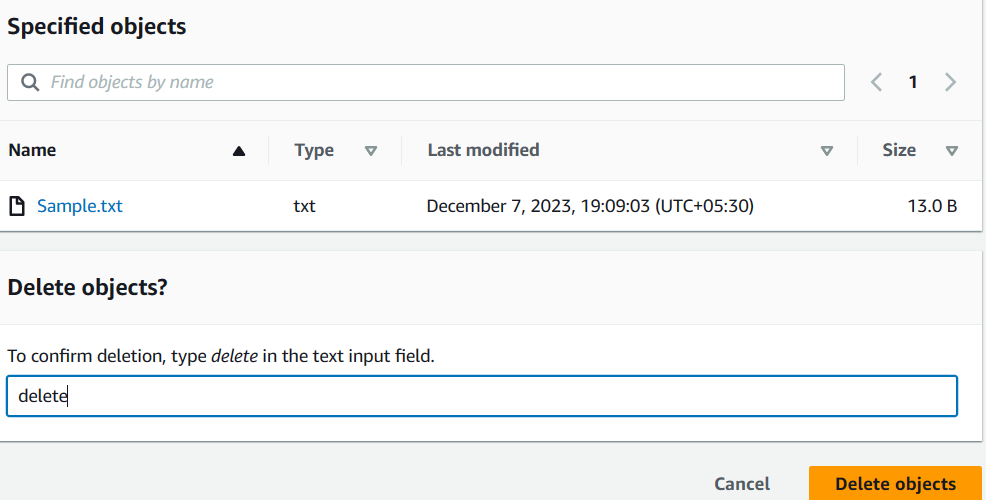 Specified objects
Find objects by name
1
Name Type Last modified Size
Sample.txt txt December 7, 2023, 19:09:03 (UTC+05:30) 13.0 B
Delete objects?
To confirm deletion, type delete in the text input field.
delete
Cancel Delete objects